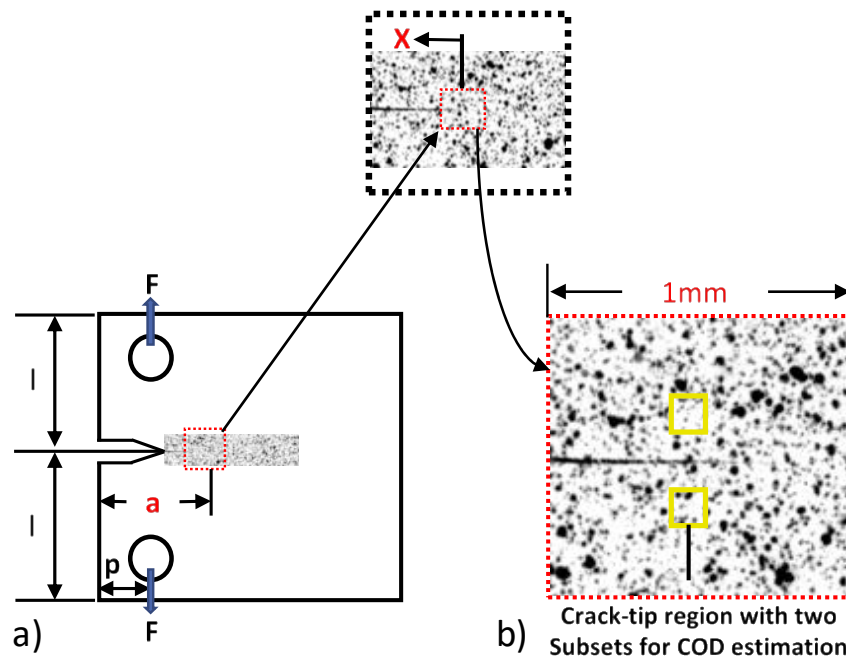 X
F
1mm
l
a
l
p
F
a)
b)
Crack-tip region with two
Subsets for COD estimation